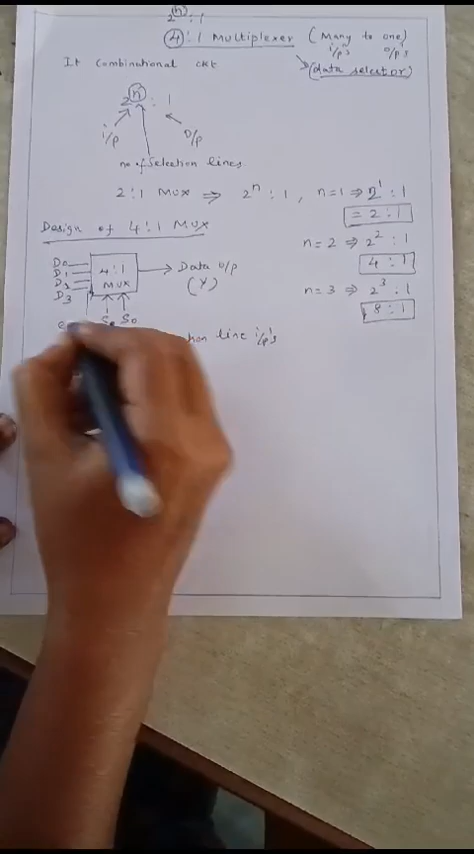 2ⁿ : 1
4 : 1 Multiplexer (Many to one)
i/p's o/p's
It Combinational ckt (data selector)
2ⁿ : 1
i/p O/p
no of Selection lines
2:1 MUX ⇒ 2ⁿ : 1 , n=1 ⇒ 2¹ : 1
= 2 : 1
Design of 4:1 MUX
n = 2 ⇒ 2² : 1
4 : 1
n = 3 ⇒ 2³ : 1
8 : 1
D₀
D₁
D₃
4 : 1
MUX
Data o/p
(Y)
S₀
line i/p's